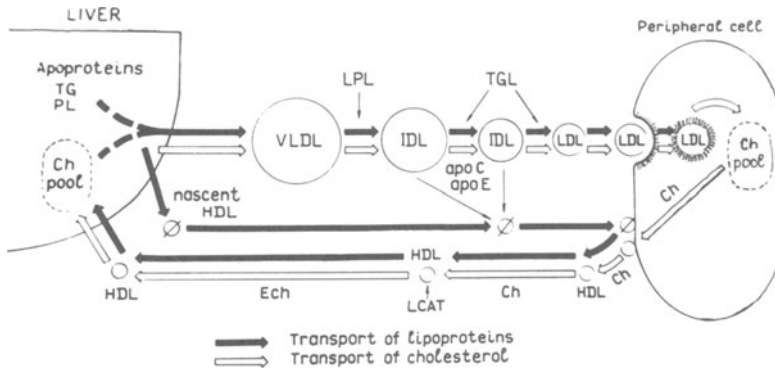 LIVER
Peripheral cell
Apoproteins
TG
PL
LPL
TGL
VLDL
IDL
IDL
LDL
LDL
LDL
Ch
pool
Ch
pool
apo C
apo E
nascent
HDL
Ch
HDL
HDL
Ech
LCAT
Ch
HDL
Ch
Transport of lipoproteins
Transport of cholesterol